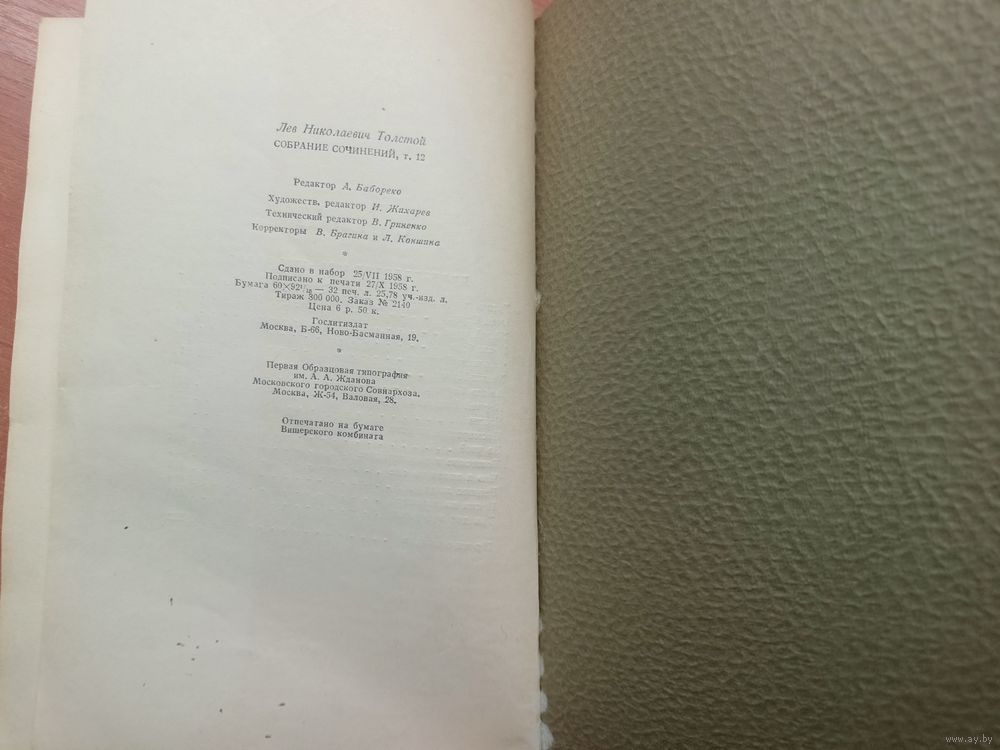 Лев Николаевич Толстой
СОБРАНИЕ СОЧИНЕНИЙ, т. 12
Редактор А. Бабореко
Художеств. редактор И. Жихарев
Технический редактор В. Гриненко
Корректоры В. Брагина и Л. Коншина
*
Сдано в набор 25/VII 1958 г.
Подписано к печати 27/X 1958 г.
Бумага 60×92¹/₁₆ — 32 печ. л. 25,78 уч.-изд. л.
Тираж 300 000. Заказ № 2140
Цена 6 р. 50 к.
Гослитиздат
Москва, Б-66, Ново-Басманная, 19.
*
Первая Образцовая типография
им. А. А. Жданова
Московского городского Совнархоза.
Москва, Ж-54, Валовая, 28.
Отпечатано на бумаге
Вишерского комбината
www.ay.by